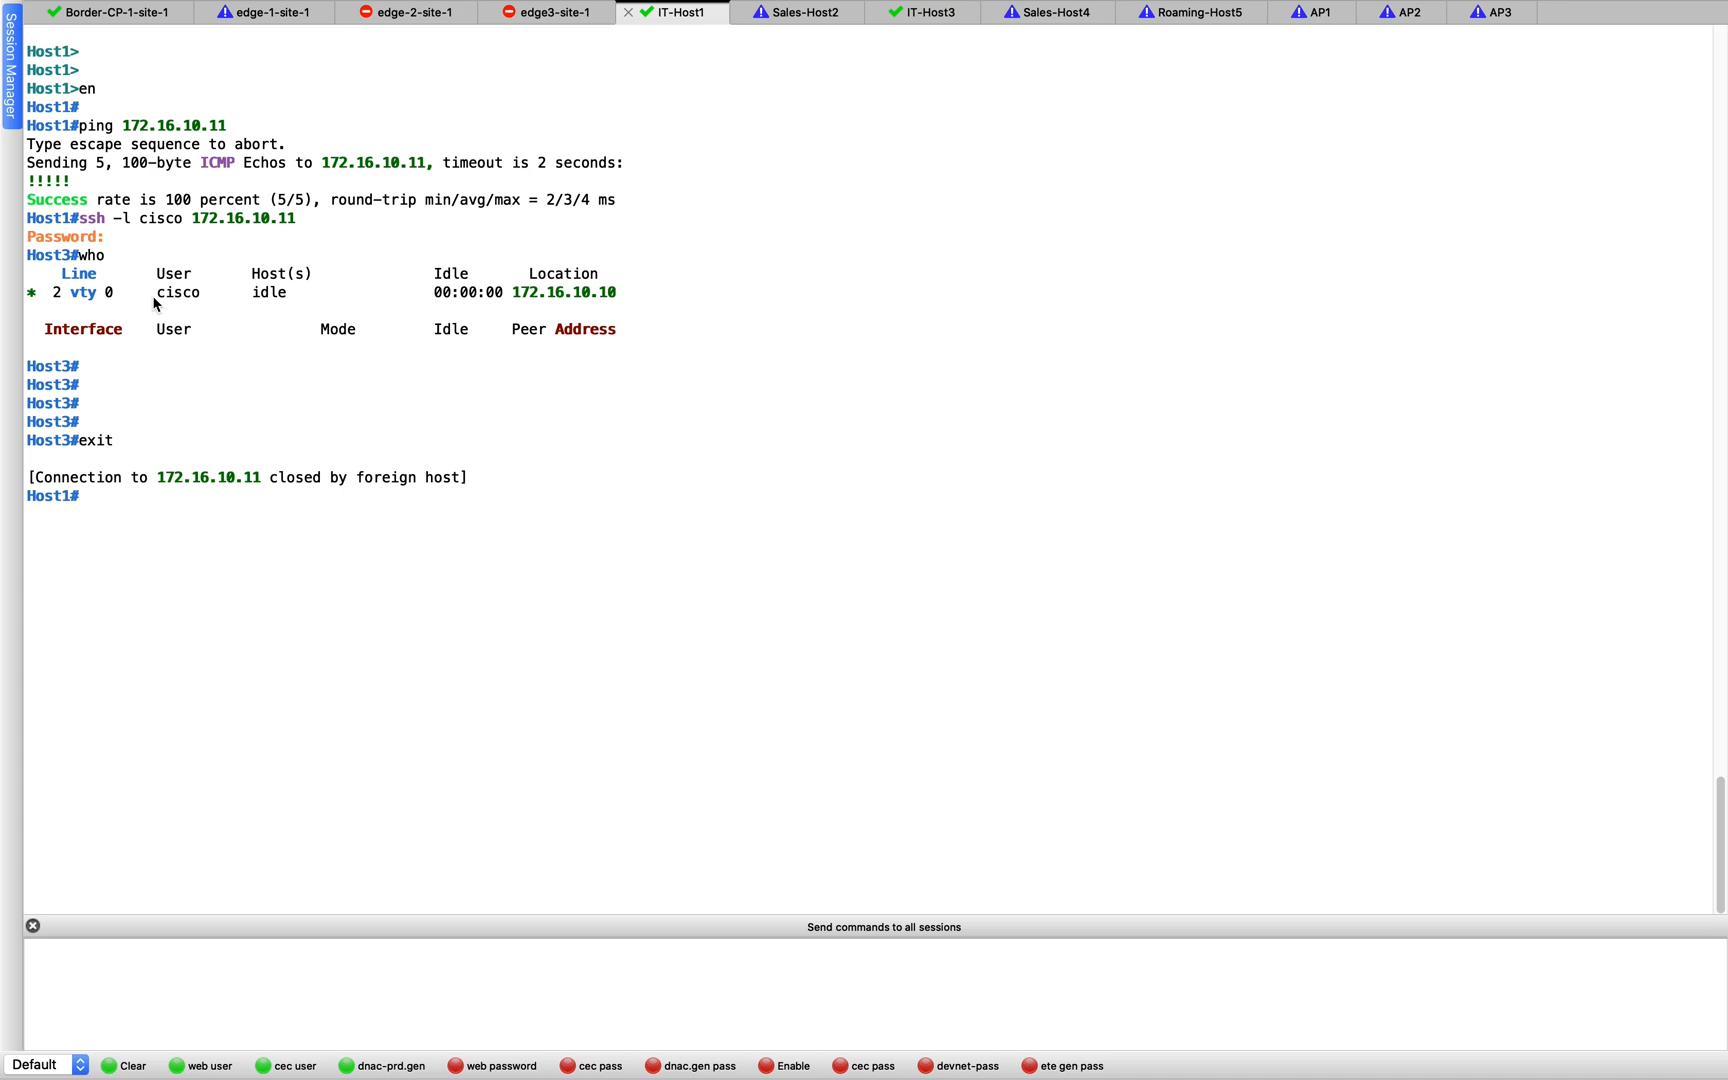 Border-CP-1-site-1 edge-1-site-1 edge-2-site-1 edge3-site-1 IT-Host1 Sales-Host2 IT-Host3 Sales-Host4 Roaming-Host5 AP1 AP2 AP3
Session Manager
Host1>
Host1>
Host1>en
Host1#
Host1#ping 172.16.10.11
Type escape sequence to abort.
Sending 5, 100-byte ICMP Echos to 172.16.10.11, timeout is 2 seconds:
!!!!!
Success rate is 100 percent (5/5), round-trip min/avg/max = 2/3/4 ms
Host1#ssh -l cisco 172.16.10.11
Password:
Host3#who
Line User Host(s) Idle Location
* 2 vty 0 cisco idle 00:00:00 172.16.10.10
Interface User Mode Idle Peer Address
Host3#
Host3#
Host3#
Host3#
Host3#exit
[Connection to 172.16.10.11 closed by foreign host]
Host1#
Send commands to all sessions
Default Clear web user cec user dnac-prd.gen web password cec pass dnac.gen pass Enable cec pass devnet-pass ete gen pass